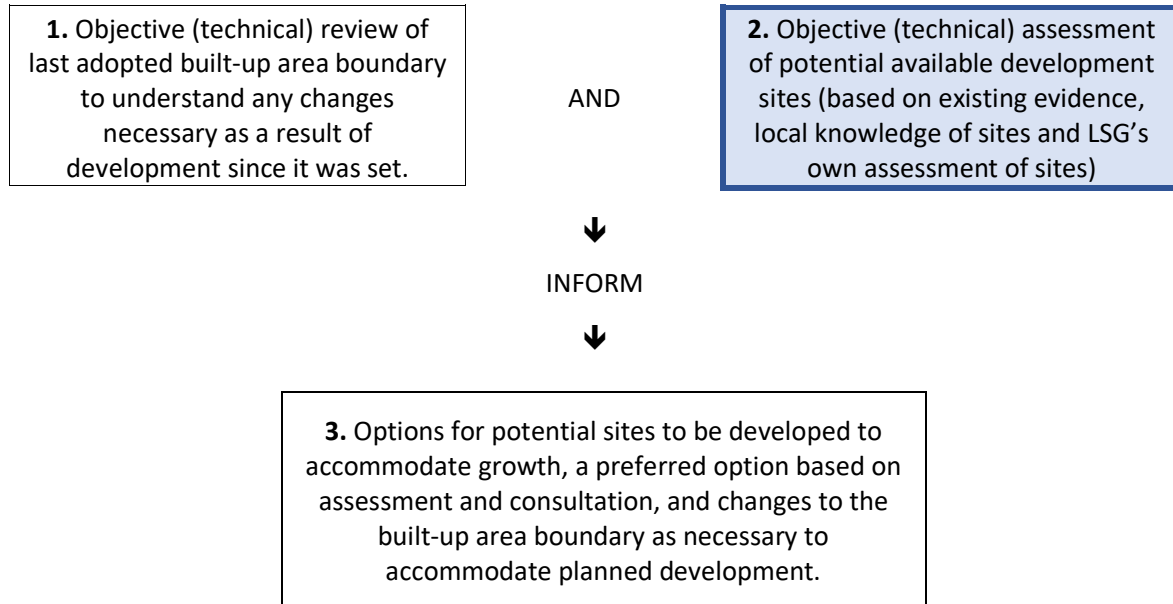 1. Objective (technical) review of
last adopted built-up area boundary
to understand any changes
necessary as a result of
development since it was set.
AND
2. Objective (technical) assessment
of potential available development
sites (based on existing evidence,
local knowledge of sites and LSG’s
own assessment of sites)
INFORM
3. Options for potential sites to be developed to
accommodate growth, a preferred option based on
assessment and consultation, and changes to the
built-up area boundary as necessary to
accommodate planned development.